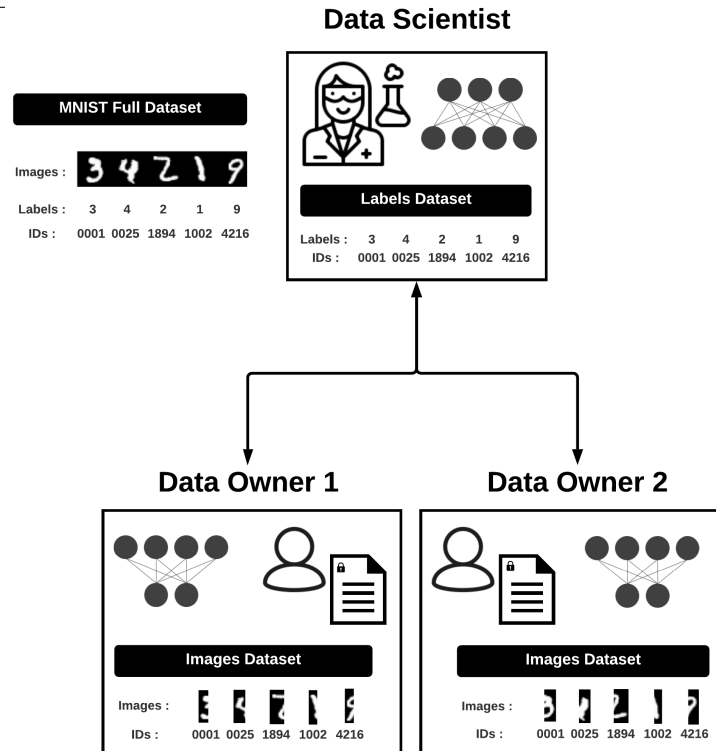 Data Scientist
MNIST Full Dataset
Images :
Labels : 3 4 2 1 9
IDs : 0001 0025 1894 1002 4216
Labels Dataset
Labels : 3 4 2 1 9
IDs : 0001 0025 1894 1002 4216
Data Owner 1
Images Dataset
Images :
IDs : 0001 0025 1894 1002 4216
Data Owner 2
Images Dataset
Images :
IDs : 0001 0025 1894 1002 4216